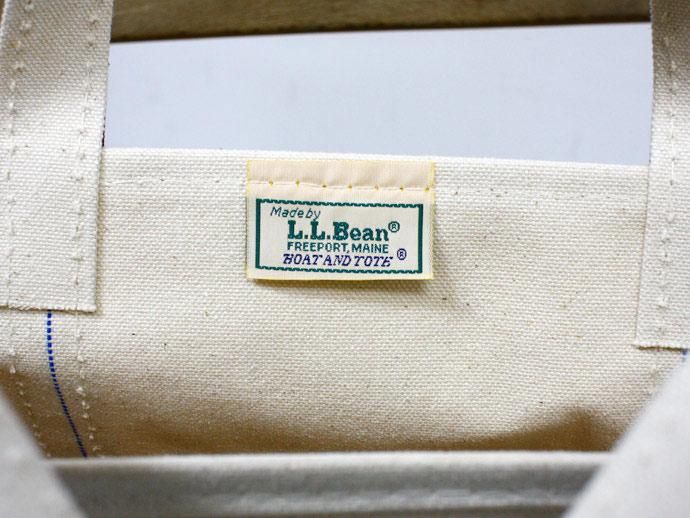 Made by
L.L.Bean®
FREEPORT, MAINE
BOAT AND TOTE ®